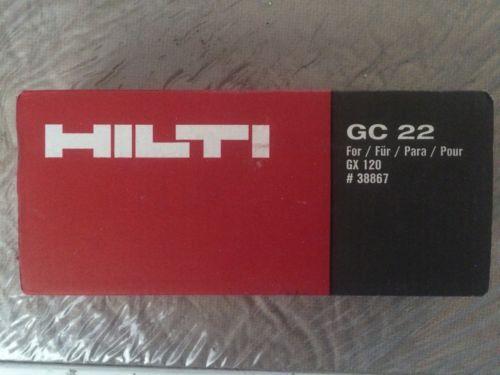 HILTI
GC 22
For / Für / Para / Pour
GX 120
# 38867